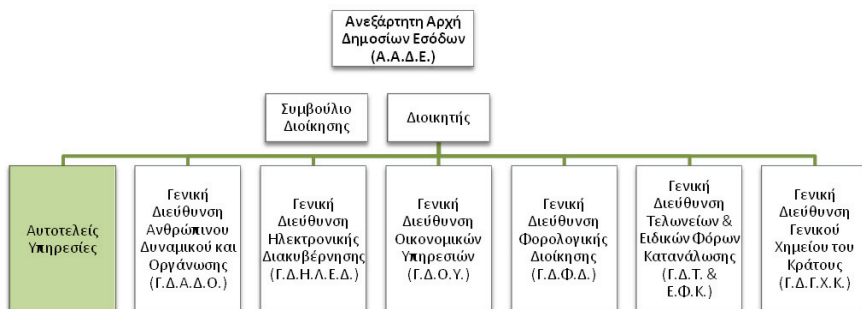 Ανεξάρτητη Αρχή
Δημοσίων Εσόδων
(Α.Α.Δ.Ε.)
Συμβούλιο
Διοίκησης
Διοικητής
Αυτοτελείς
Υπηρεσίες
Γενική
Διεύθυνση
Ανθρώπινου
Δυναμικού και
Οργάνωσης
(Γ.Δ.Α.Δ.Ο.)
Γενική
Διεύθυνση
Ηλεκτρονικής
Διακυβέρνησης
(Γ.Δ.Η.Λ.Ε.Δ.)
Γενική
Διεύθυνση
Οικονομικών
Υπηρεσιών
(Γ.Δ.Ο.Υ.)
Γενική
Διεύθυνση
Φορολογικής
Διοίκησης
(Γ.Δ.Φ.Δ.)
Γενική
Διεύθυνση
Τελωνείων &
Ειδικών Φόρων
Κατανάλωσης
(Γ.Δ.Τ. &
Ε.Φ.Κ.)
Γενική
Διεύθυνση
Γενικού
Χημείου του
Κράτους
(Γ.Δ.Γ.Χ.Κ.)